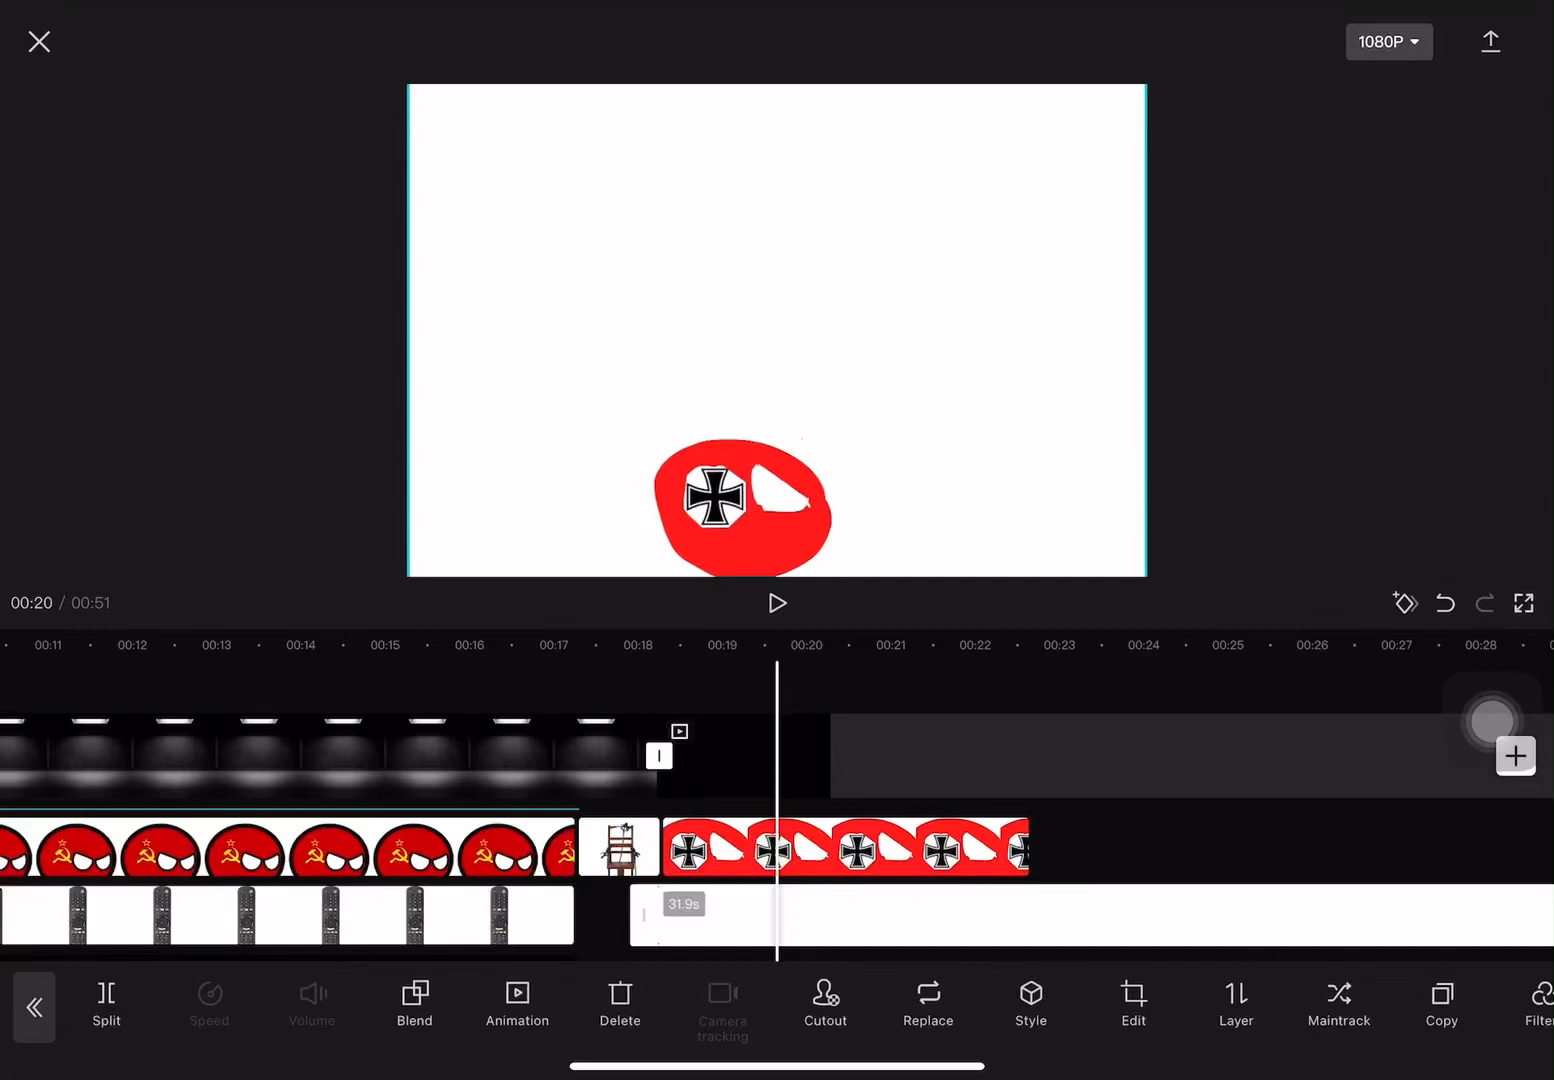 1080P
00:20 / 00:51
00:11 00:12 00:13 00:14 00:15 00:16 00:17 00:18 00:19 00:20 00:21 00:22 00:23 00:24 00:25 00:26 00:27 00:28
31.9s
Split Speed Volume Blend Animation Delete Camera tracking Cutout Replace Style Edit Layer Maintrack Copy Filter